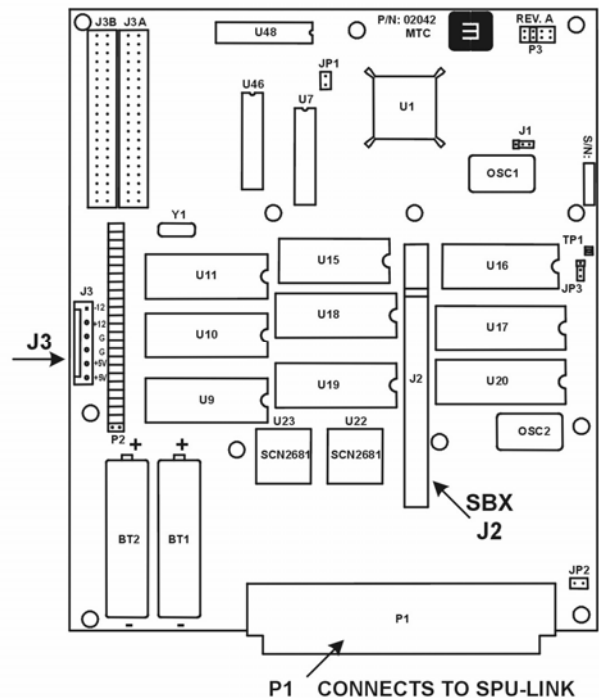 J3B J3A
U48
P/N: 02042
MTC
REV. A
P3
JP1
U46
U7
U1
J1
S/N:
OSC1
Y1
TP1
JP3
U11
U15
U16
J3
-12
+12
G
G
+5V
+5V
J3
U10
U18
U17
U9
U19
J2
U20
P2
U23
U22
SCN2681
SCN2681
OSC2
+ +
BT2
BT1
SBX
J2
- -
JP2
P1
P1 CONNECTS TO SPU-LINK